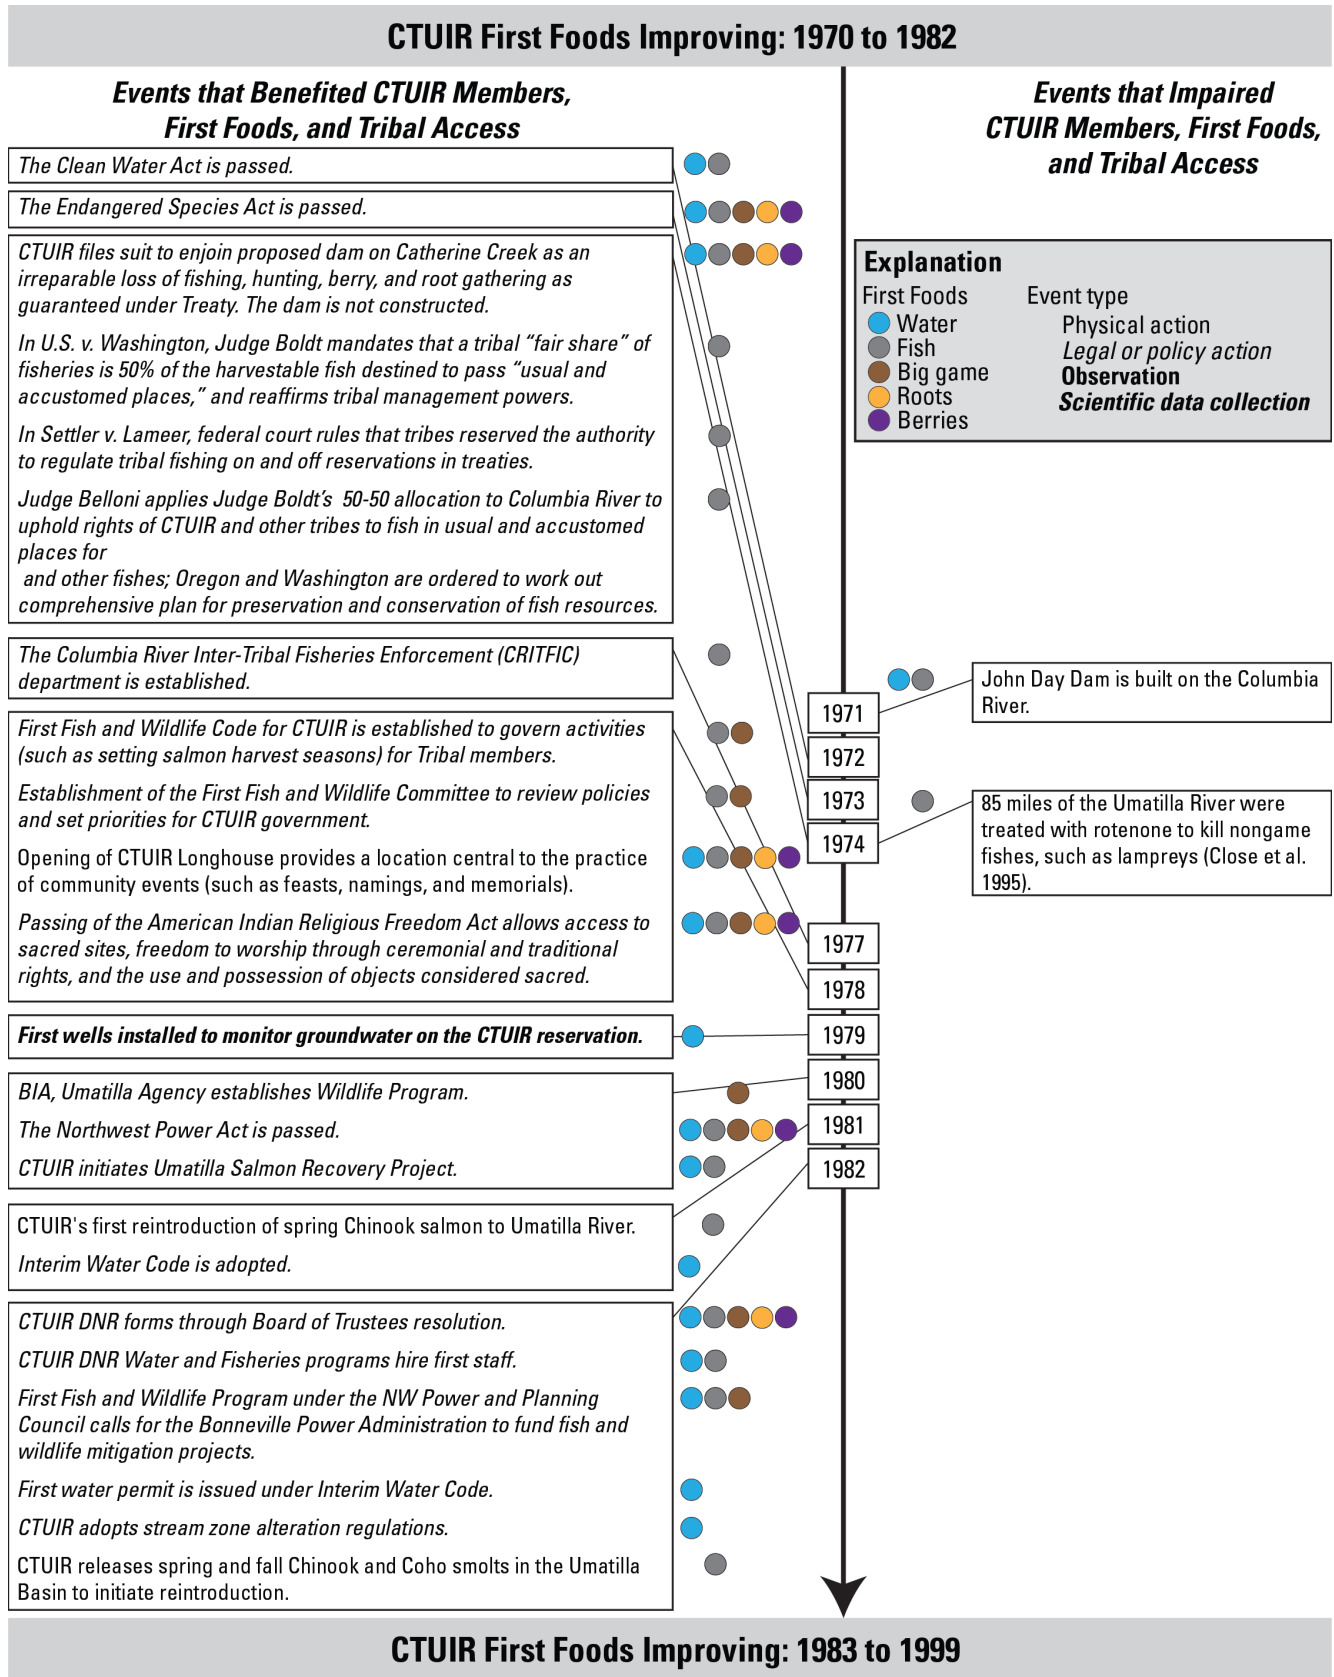 CTUIR First Foods Improving: 1970 to 1982
Events that Benefited CTUIR Members,
First Foods, and Tribal Access
The Clean Water Act is passed.
The Endangered Species Act is passed.
CTUIR files suit to enjoin proposed dam on Catherine Creek as an
irreparable loss of fishing, hunting, berry, and root gathering as
guaranteed under Treaty. The dam is not constructed.
In U.S. v. Washington, Judge Boldt mandates that a tribal “fair share” of
fisheries is 50% of the harvestable fish destined to pass “usual and
accustomed places,” and reaffirms tribal management powers.
In Settler v. Lameer, federal court rules that tribes reserved the authority
to regulate tribal fishing on and off reservations in treaties.
Judge Belloni applies Judge Boldt’s 50-50 allocation to Columbia River to
uphold rights of CTUIR and other tribes to fish in usual and accustomed
places for
and other fishes; Oregon and Washington are ordered to work out
comprehensive plan for preservation and conservation of fish resources.
The Columbia River Inter-Tribal Fisheries Enforcement (CRITFIC)
department is established.
First Fish and Wildlife Code for CTUIR is established to govern activities
(such as setting salmon harvest seasons) for Tribal members.
Establishment of the First Fish and Wildlife Committee to review policies
and set priorities for CTUIR government.
Opening of CTUIR Longhouse provides a location central to the practice
of community events (such as feasts, namings, and memorials).
Passing of the American Indian Religious Freedom Act allows access to
sacred sites, freedom to worship through ceremonial and traditional
rights, and the use and possession of objects considered sacred.
First wells installed to monitor groundwater on the CTUIR reservation.
BIA, Umatilla Agency establishes Wildlife Program.
The Northwest Power Act is passed.
CTUIR initiates Umatilla Salmon Recovery Project.
CTUIR's first reintroduction of spring Chinook salmon to Umatilla River.
Interim Water Code is adopted.
CTUIR DNR forms through Board of Trustees resolution.
CTUIR DNR Water and Fisheries programs hire first staff.
First Fish and Wildlife Program under the NW Power and Planning
Council calls for the Bonneville Power Administration to fund fish and
wildlife mitigation projects.
First water permit is issued under Interim Water Code.
CTUIR adopts stream zone alteration regulations.
CTUIR releases spring and fall Chinook and Coho smolts in the Umatilla
Basin to initiate reintroduction.
1971
1972
1973
1974
1977
1978
1979
1980
1981
1982
Events that Impaired
CTUIR Members, First Foods,
and Tribal Access
Explanation
First Foods
Water
Fish
Big game
Roots
Berries
Event type
Physical action
Legal or policy action
Observation
Scientific data collection
John Day Dam is built on the Columbia
River.
85 miles of the Umatilla River were
treated with rotenone to kill nongame
fishes, such as lampreys (Close et al.
1995).
CTUIR First Foods Improving: 1983 to 1999